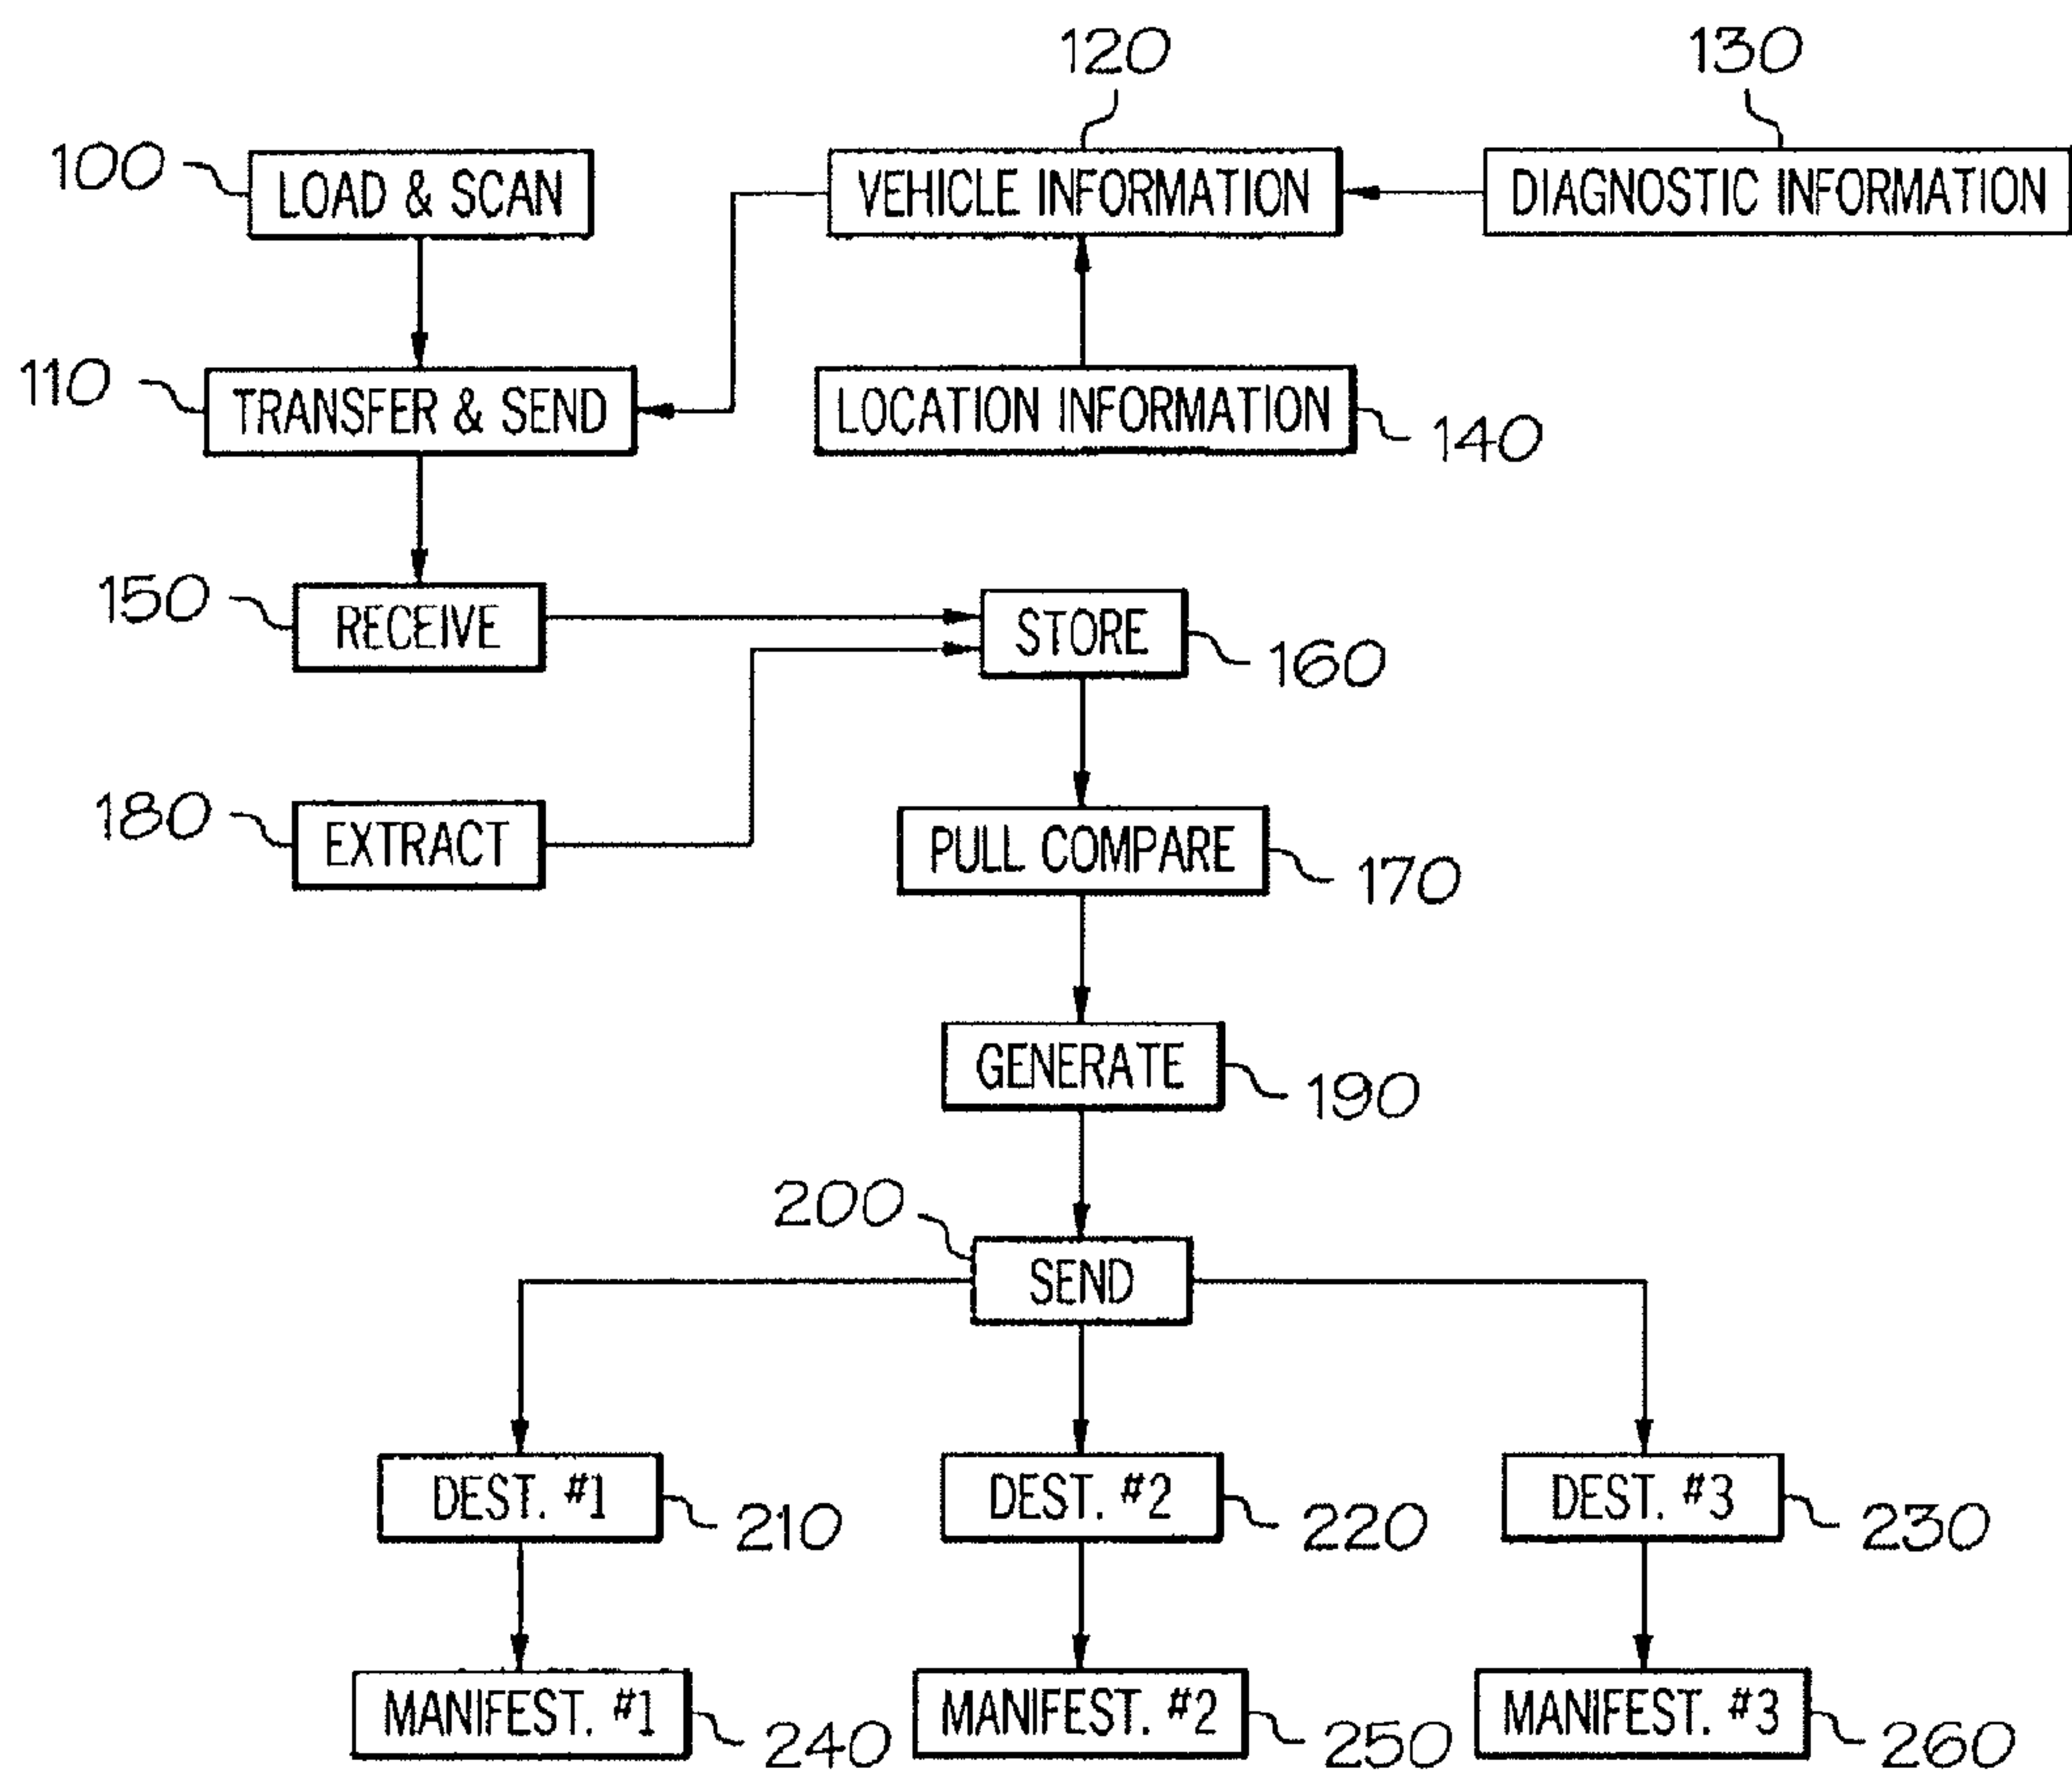 120
130
100
LOAD & SCAN
VEHICLE INFORMATION
DIAGNOSTIC INFORMATION
110
TRANSFER & SEND
LOCATION INFORMATION
140
150
RECEIVE
STORE
160
180
EXTRACT
PULL COMPARE
170
GENERATE
190
200
SEND
DEST. #1
210
DEST. #2
220
DEST. #3
230
MANIFEST. #1
240
MANIFEST. #2
250
MANIFEST. #3
260